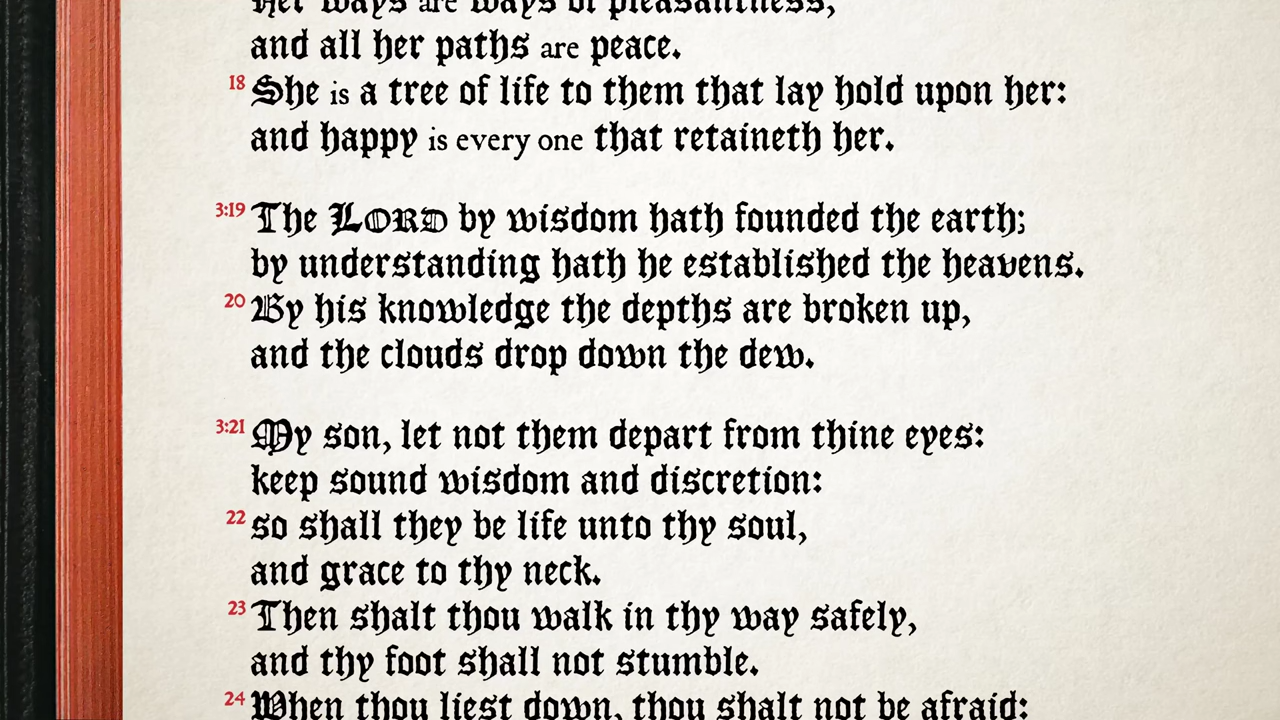 Her ways are ways of pleasantness,
and all her paths are peace.
18 She is a tree of life to them that lay hold upon her:
and happy is every one that retaineth her.
3:19 The LORD by wisdom hath founded the earth;
by understanding hath he established the heavens.
20 By his knowledge the depths are broken up,
and the clouds drop down the dew.
3:21 My son, let not them depart from thine eyes:
keep sound wisdom and discretion:
22 so shall they be life unto thy soul,
and grace to thy neck.
23 Then shalt thou walk in thy way safely,
and thy foot shall not stumble.
24 When thou liest down, thou shalt not be afraid: